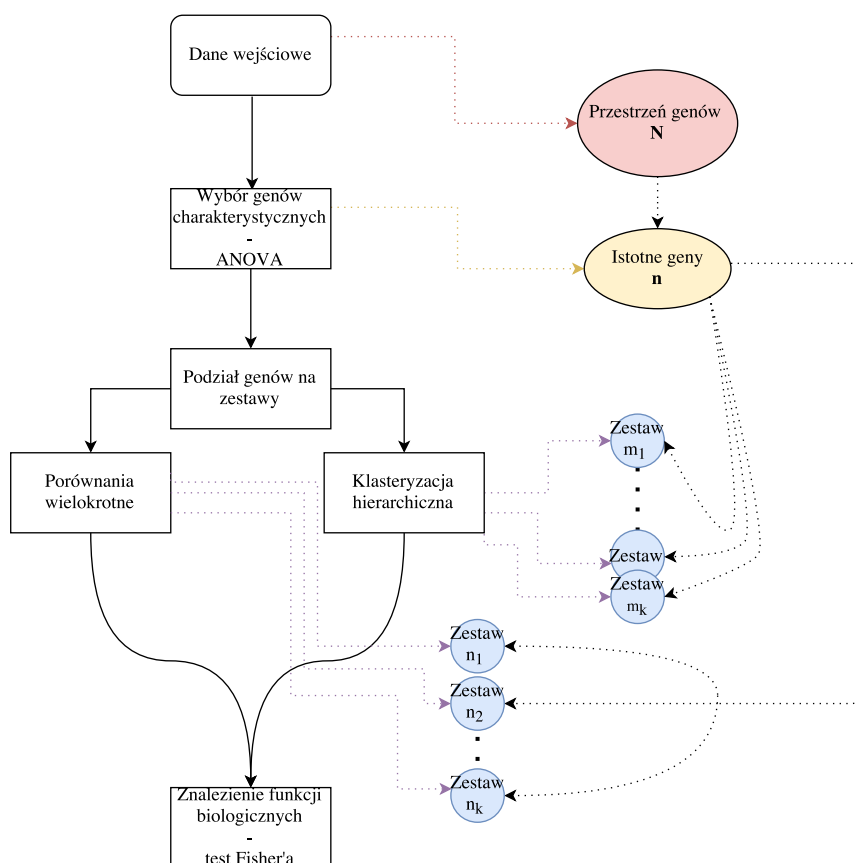 Dane wejściowe
Przestrzeń genów
N
Wybór genów
charakterystycznych
-
ANOVA
Istotne geny
n
Podział genów na
zestawy
Porównania
wielokrotne
Klasteryzacja
hierarchiczna
Zestaw
m1
Zestaw
Zestaw
mk
Zestaw
n1
Zestaw
n2
Zestaw
nk
Znalezienie funkcji
biologicznych
-
test Fisher'a